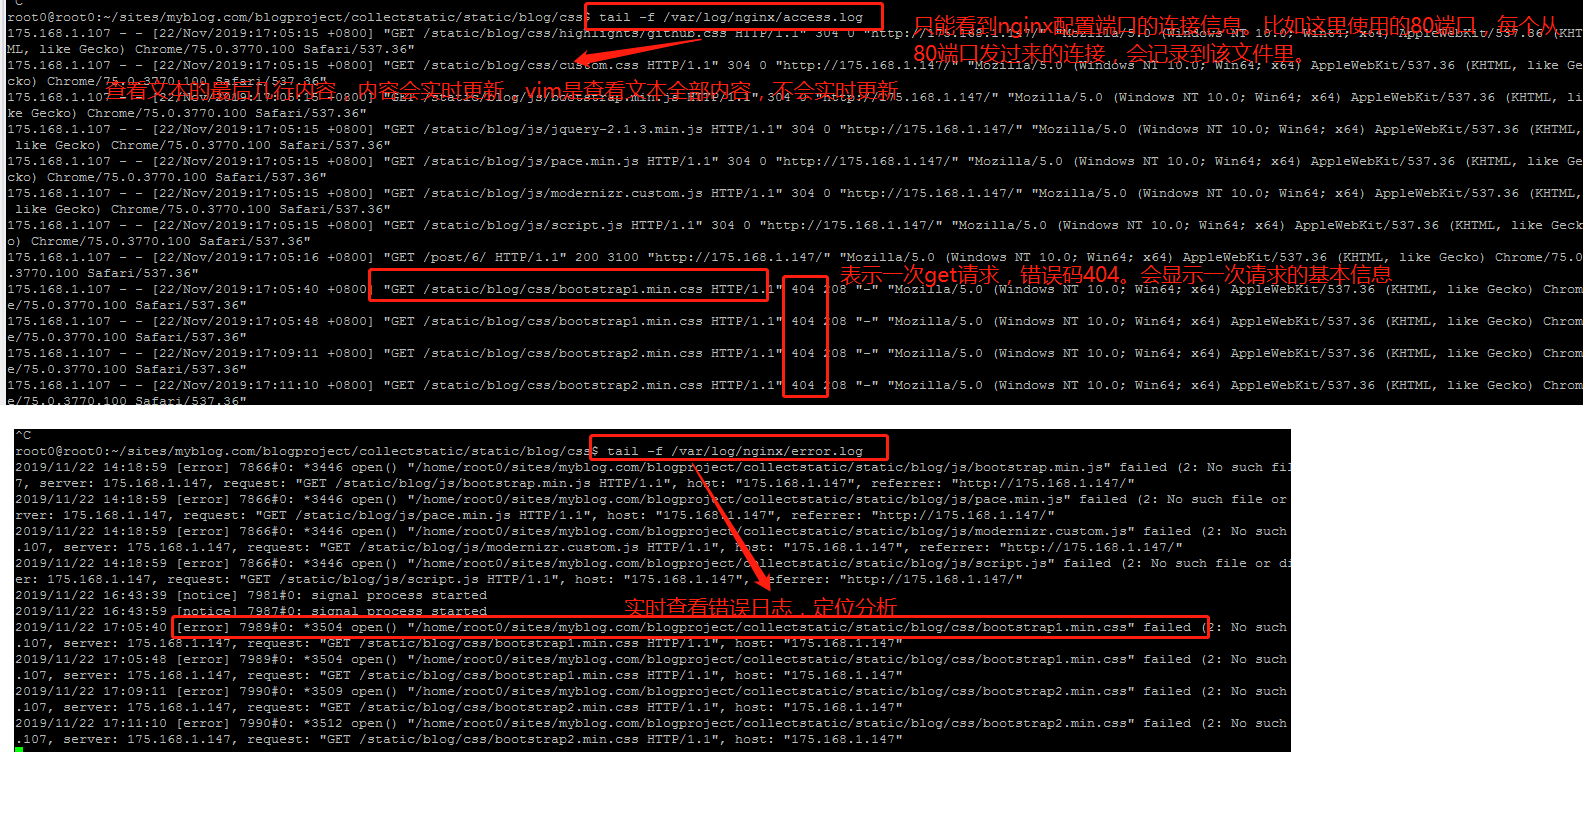 ^C
root0@root0:~/sites/myblog.com/blogproject/collectstatic/static/blog/css$ tail -f /var/log/nginx/access.log
只能看到nginx配置端口的连接信息，比如这里使用的80端口，每个从
80端口发过来的连接，会记录到该文件里。
175.168.1.107 - - [22/Nov/2019:17:05:15 +0800] "GET /static/blog/css/highlights/github.css HTTP/1.1" 304 0 "http://175.168.1.147/" "Mozilla/5.0 (Windows NT 10.0; Win64; x64) AppleWebKit/537.36 (KHT
ML, like Gecko) Chrome/75.0.3770.100 Safari/537.36"
175.168.1.107 - - [22/Nov/2019:17:05:15 +0800] "GET /static/blog/css/custom.css HTTP/1.1" 304 0 "http://175.168.1.147/" "Mozilla/5.0 (Windows NT 10.0; Win64; x64) AppleWebKit/537.36 (KHTML, like Ge
cko) Chrome/75.0.3770.100 Safari/537.36"
查看文本的最后几行内容，内容会实时更新，vim是查看文本全部内容，不会实时更新
175.168.1.107 - - [22/Nov/2019:17:05:15 +0800] "GET /static/blog/js/bootstrap.min.js HTTP/1.1" 304 0 "http://175.168.1.147/" "Mozilla/5.0 (Windows NT 10.0; Win64; x64) AppleWebKit/537.36 (KHTML, li
ke Gecko) Chrome/75.0.3770.100 Safari/537.36"
175.168.1.107 - - [22/Nov/2019:17:05:15 +0800] "GET /static/blog/js/jquery-2.1.3.min.js HTTP/1.1" 304 0 "http://175.168.1.147/" "Mozilla/5.0 (Windows NT 10.0; Win64; x64) AppleWebKit/537.36 (KHTML,
like Gecko) Chrome/75.0.3770.100 Safari/537.36"
175.168.1.107 - - [22/Nov/2019:17:05:15 +0800] "GET /static/blog/js/pace.min.js HTTP/1.1" 304 0 "http://175.168.1.147/" "Mozilla/5.0 (Windows NT 10.0; Win64; x64) AppleWebKit/537.36 (KHTML, like Ge
cko) Chrome/75.0.3770.100 Safari/537.36"
175.168.1.107 - - [22/Nov/2019:17:05:15 +0800] "GET /static/blog/js/modernizr.custom.js HTTP/1.1" 304 0 "http://175.168.1.147/" "Mozilla/5.0 (Windows NT 10.0; Win64; x64) AppleWebKit/537.36 (KHTML,
like Gecko) Chrome/75.0.3770.100 Safari/537.36"
175.168.1.107 - - [22/Nov/2019:17:05:15 +0800] "GET /static/blog/js/script.js HTTP/1.1" 304 0 "http://175.168.1.147/" "Mozilla/5.0 (Windows NT 10.0; Win64; x64) AppleWebKit/537.36 (KHTML, like Geck
o) Chrome/75.0.3770.100 Safari/537.36"
175.168.1.107 - - [22/Nov/2019:17:05:16 +0800] "GET /post/6/ HTTP/1.1" 200 3100 "http://175.168.1.147/" "Mozilla/5.0 (Windows NT 10.0; Win64; x64) AppleWebKit/537.36 (KHTML, like Gecko) Chrome/75.0
.3770.100 Safari/537.36"
表示一次get请求，错误码404。会显示一次请求的基本信息
175.168.1.107 - - [22/Nov/2019:17:05:40 +0800] "GET /static/blog/css/bootstrap1.min.css HTTP/1.1" 404 208 "-" "Mozilla/5.0 (Windows NT 10.0; Win64; x64) AppleWebKit/537.36 (KHTML, like Gecko) Chrom
e/75.0.3770.100 Safari/537.36"
175.168.1.107 - - [22/Nov/2019:17:05:48 +0800] "GET /static/blog/css/bootstrap1.min.css HTTP/1.1" 404 208 "-" "Mozilla/5.0 (Windows NT 10.0; Win64; x64) AppleWebKit/537.36 (KHTML, like Gecko) Chrom
e/75.0.3770.100 Safari/537.36"
175.168.1.107 - - [22/Nov/2019:17:09:11 +0800] "GET /static/blog/css/bootstrap2.min.css HTTP/1.1" 404 208 "-" "Mozilla/5.0 (Windows NT 10.0; Win64; x64) AppleWebKit/537.36 (KHTML, like Gecko) Chrom
e/75.0.3770.100 Safari/537.36"
175.168.1.107 - - [22/Nov/2019:17:11:10 +0800] "GET /static/blog/css/bootstrap2.min.css HTTP/1.1" 404 208 "-" "Mozilla/5.0 (Windows NT 10.0; Win64; x64) AppleWebKit/537.36 (KHTML, like Gecko) Chrom
e/75.0.3770.100 Safari/537.36"
^C
root0@root0:~/sites/myblog.com/blogproject/collectstatic/static/blog/css$ tail -f /var/log/nginx/error.log
2019/11/22 14:18:59 [error] 7866#0: *3446 open() "/home/root0/sites/myblog.com/blogproject/collectstatic/static/blog/js/bootstrap.min.js" failed (2: No such fil
7, server: 175.168.1.147, request: "GET /static/blog/js/bootstrap.min.js HTTP/1.1", host: "175.168.1.147", referrer: "http://175.168.1.147/"
2019/11/22 14:18:59 [error] 7866#0: *3446 open() "/home/root0/sites/myblog.com/blogproject/collectstatic/static/blog/js/pace.min.js" failed (2: No such file or
rver: 175.168.1.147, request: "GET /static/blog/js/pace.min.js HTTP/1.1", host: "175.168.1.147", referrer: "http://175.168.1.147/"
2019/11/22 14:18:59 [error] 7866#0: *3446 open() "/home/root0/sites/myblog.com/blogproject/collectstatic/static/blog/js/modernizr.custom.js" failed (2: No such
.107, server: 175.168.1.147, request: "GET /static/blog/js/modernizr.custom.js HTTP/1.1", host: "175.168.1.147", referrer: "http://175.168.1.147/"
2019/11/22 14:18:59 [error] 7866#0: *3446 open() "/home/root0/sites/myblog.com/blogproject/collectstatic/static/blog/js/script.js" failed (2: No such file or di
er: 175.168.1.147, request: "GET /static/blog/js/script.js HTTP/1.1", host: "175.168.1.147", referrer: "http://175.168.1.147/"
2019/11/22 16:43:39 [notice] 7981#0: signal process started
2019/11/22 16:43:59 [notice] 7987#0: signal process started
实时查看错误日志，定位分析
2019/11/22 17:05:40 [error] 7989#0: *3504 open() "/home/root0/sites/myblog.com/blogproject/collectstatic/static/blog/css/bootstrap1.min.css" failed (2: No such
.107, server: 175.168.1.147, request: "GET /static/blog/css/bootstrap1.min.css HTTP/1.1", host: "175.168.1.147"
2019/11/22 17:05:48 [error] 7989#0: *3504 open() "/home/root0/sites/myblog.com/blogproject/collectstatic/static/blog/css/bootstrap1.min.css" failed (2: No such
.107, server: 175.168.1.147, request: "GET /static/blog/css/bootstrap1.min.css HTTP/1.1", host: "175.168.1.147"
2019/11/22 17:09:11 [error] 7990#0: *3509 open() "/home/root0/sites/myblog.com/blogproject/collectstatic/static/blog/css/bootstrap2.min.css" failed (2: No such
.107, server: 175.168.1.147, request: "GET /static/blog/css/bootstrap2.min.css HTTP/1.1", host: "175.168.1.147"
2019/11/22 17:11:10 [error] 7990#0: *3512 open() "/home/root0/sites/myblog.com/blogproject/collectstatic/static/blog/css/bootstrap2.min.css" failed (2: No such
.107, server: 175.168.1.147, request: "GET /static/blog/css/bootstrap2.min.css HTTP/1.1", host: "175.168.1.147"